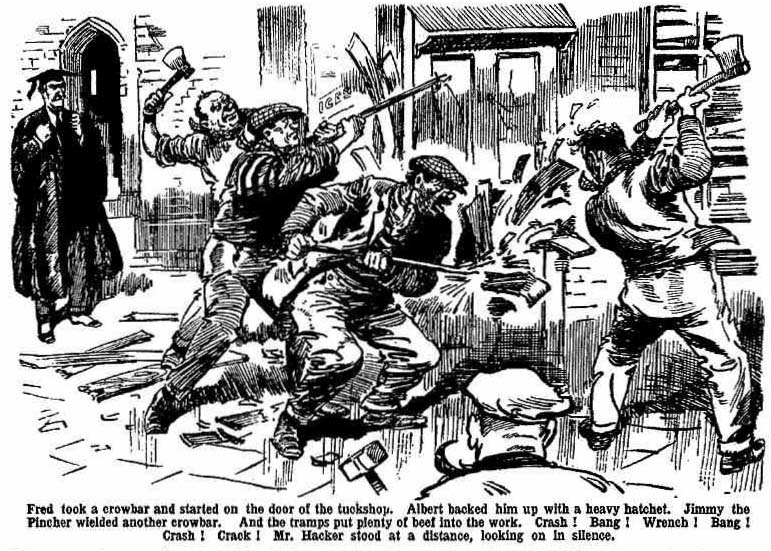 ICES
Fred took a crowbar and started on the door of the tuckshop. Albert backed him up with a heavy hatchet. Jimmy the
Pincher wielded another crowbar. And the tramps put plenty of beef into the work. Crash ! Bang ! Wrench ! Bang !
Crash ! Crack ! Mr. Hacker stood at a distance, looking on in silence.